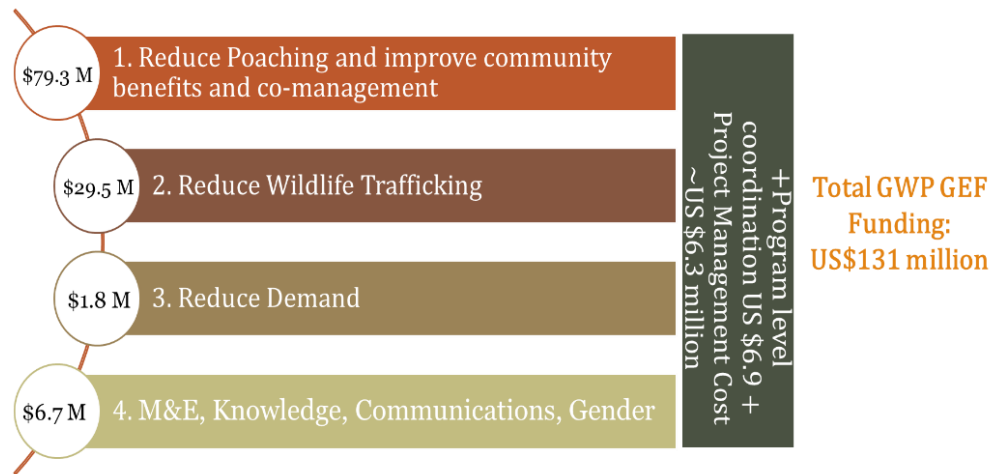 $79.3 M
1. Reduce Poaching and improve community
benefits and co-management
$29.5 M
2. Reduce Wildlife Trafficking
$1.8 M
3. Reduce Demand
$6.7 M
4. M&E, Knowledge, Communications, Gender
+Program level
coordination US $6.9 +
Project Management Cost
~US $6.3 million
Total GWP GEF
Funding:
US$131 million